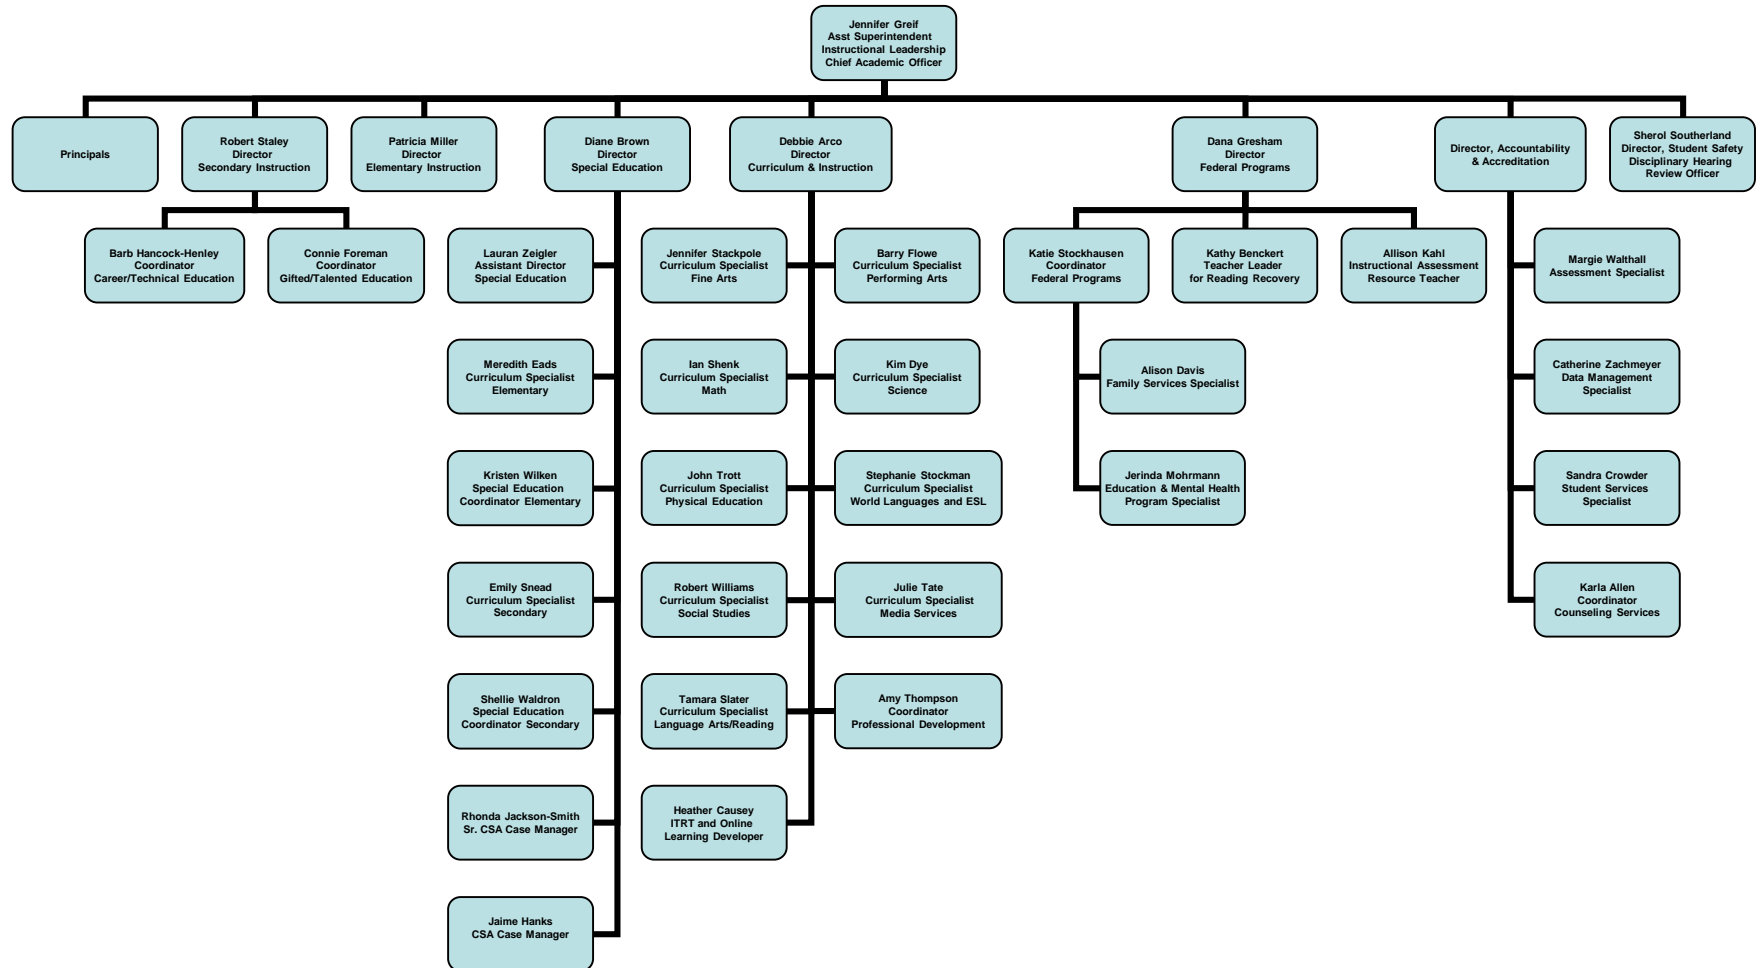 Jennifer Greif
Asst Superintendent
Instructional Leadership
Chief Academic Officer
Principals
Robert Staley
Director
Secondary Instruction
Patricia Miller
Director
Elementary Instruction
Diane Brown
Director
Special Education
Debbie Arco
Director
Curriculum & Instruction
Dana Gresham
Director
Federal Programs
Director, Accountability
& Accreditation
Sherol Southerland
Director, Student Safety
Disciplinary Hearing
Review Officer
Barb Hancock-Henley
Coordinator
Career/Technical Education
Connie Foreman
Coordinator
Gifted/Talented Education
Lauran Zeigler
Assistant Director
Special Education
Jennifer Stackpole
Curriculum Specialist
Fine Arts
Barry Flowe
Curriculum Specialist
Performing Arts
Katie Stockhausen
Coordinator
Federal Programs
Kathy Benckert
Teacher Leader
for Reading Recovery
Allison Kahl
Instructional Assessment
Resource Teacher
Margie Walthall
Assessment Specialist
Meredith Eads
Curriculum Specialist
Elementary
Ian Shenk
Curriculum Specialist
Math
Kim Dye
Curriculum Specialist
Science
Alison Davis
Family Services Specialist
Catherine Zachmeyer
Data Management
Specialist
Kristen Wilken
Special Education
Coordinator Elementary
John Trott
Curriculum Specialist
Physical Education
Stephanie Stockman
Curriculum Specialist
World Languages and ESL
Jerinda Mohrmann
Education & Mental Health
Program Specialist
Sandra Crowder
Student Services
Specialist
Emily Snead
Curriculum Specialist
Secondary
Robert Williams
Curriculum Specialist
Social Studies
Julie Tate
Curriculum Specialist
Media Services
Karla Allen
Coordinator
Counseling Services
Shellie Waldron
Special Education
Coordinator Secondary
Tamara Slater
Curriculum Specialist
Language Arts/Reading
Amy Thompson
Coordinator
Professional Development
Rhonda Jackson-Smith
Sr. CSA Case Manager
Heather Causey
ITRT and Online
Learning Developer
Jaime Hanks
CSA Case Manager